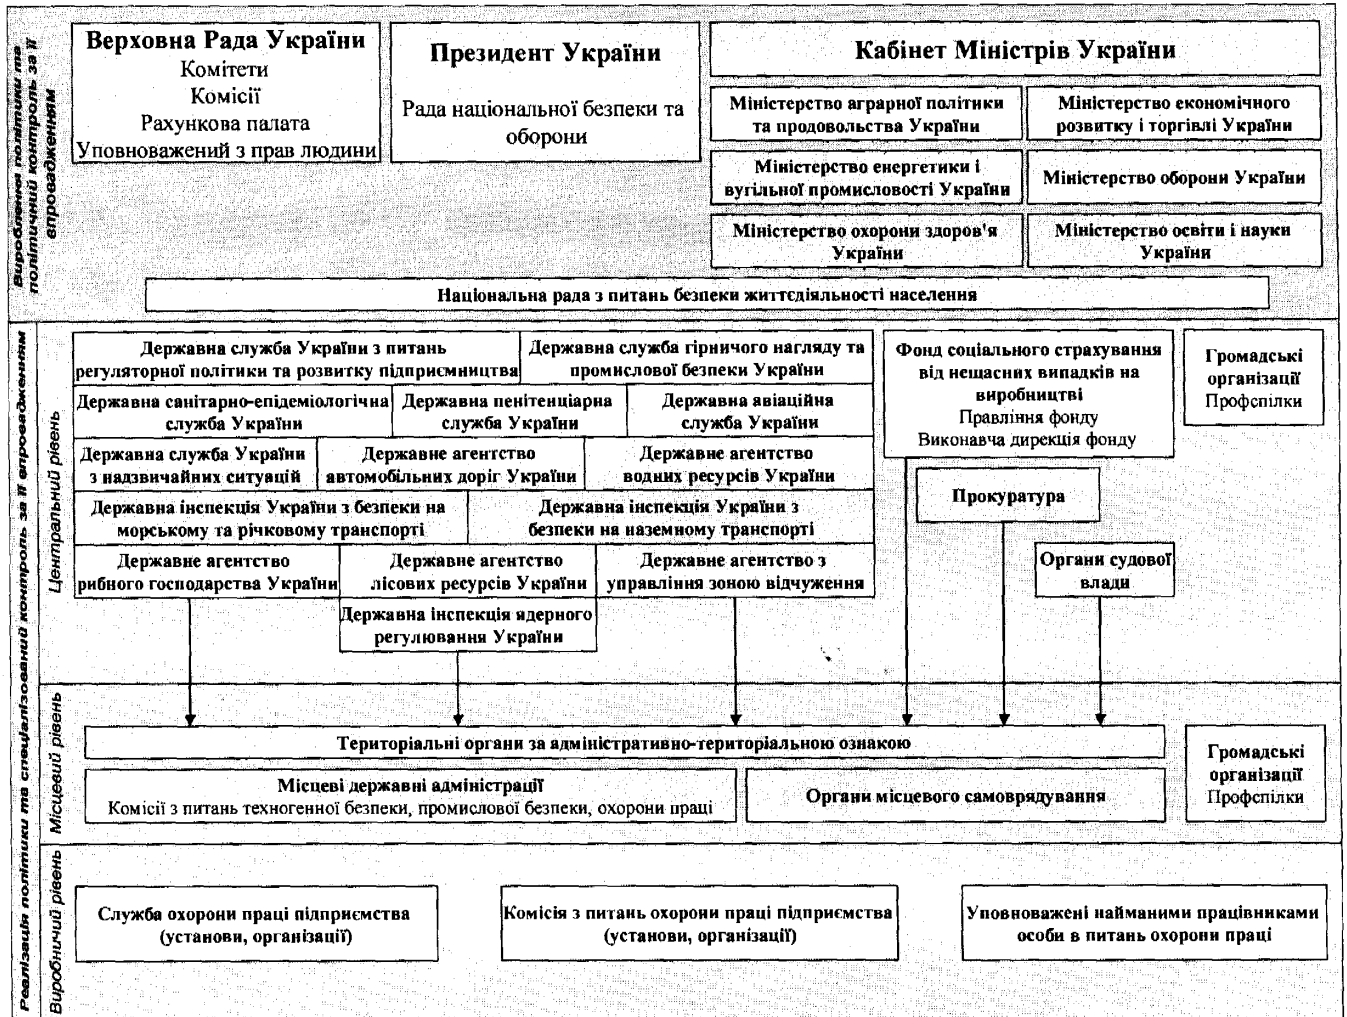 Вироблення політики та
політичний контроль за її
впровадженням
Верховна Рада України
Комітети
Комісії
Рахункова палата
Уповноважений з прав людини
Президент України
Рада національної безпеки та
оборони
Кабінет Міністрів України
Міністерство аграрної політики
та продовольства України
Міністерство економічного
розвитку і торгівлі України
Міністерство енергетики і
вугільної промисловості України
Міністерство оборони України
Міністерство охорони здоров'я
України
Міністерство освіти і науки
України
Національна рада з питань безпеки життєдіяльності населення
Реалізація політики та спеціалізований контроль за її впровадженням
Центральний рівень
Державна служба України з питань
регуляторної політики та розвитку підприємництва
Державна служба гірничого нагляду та
промислової безпеки України
Державна санітарно-епідеміологічна
служба України
Державна пенітенціарна
служба України
Державна авіаційна
служба України
Державна служба України
з надзвичайних ситуацій
Державне агентство
автомобільних доріг України
Державне агентство
водних ресурсів України
Державна інспекція України з безпеки на
морському та річковому транспорті
Державна інспекція України з
безпеки на наземному транспорті
Державне агентство
рибного господарства України
Державне агентство
лісових ресурсів України
Державне агентство з
управління зоною відчуження
Державна інспекція ядерного
регулювання України
Фонд соціального страхування
від нещасних випадків на
виробництві
Правління фонду
Виконавча дирекція фонду
Громадські
організації
Профспілки
Прокуратура
Органи судової
влади
Місцевий рівень
Територіальні органи за адміністративно-територіальною ознакою
Місцеві державні адміністрації
Комісії з питань техногенної безпеки, промислової безпеки, охорони праці
Органи місцевого самоврядування
Громадські
організації
Профспілки
Виробничий рівень
Служба охорони праці підприємства
(установи, організації)
Комісія з питань охорони праці підприємства
(установи, організації)
Уповноважені найманими працівниками
особи в питань охорони праці